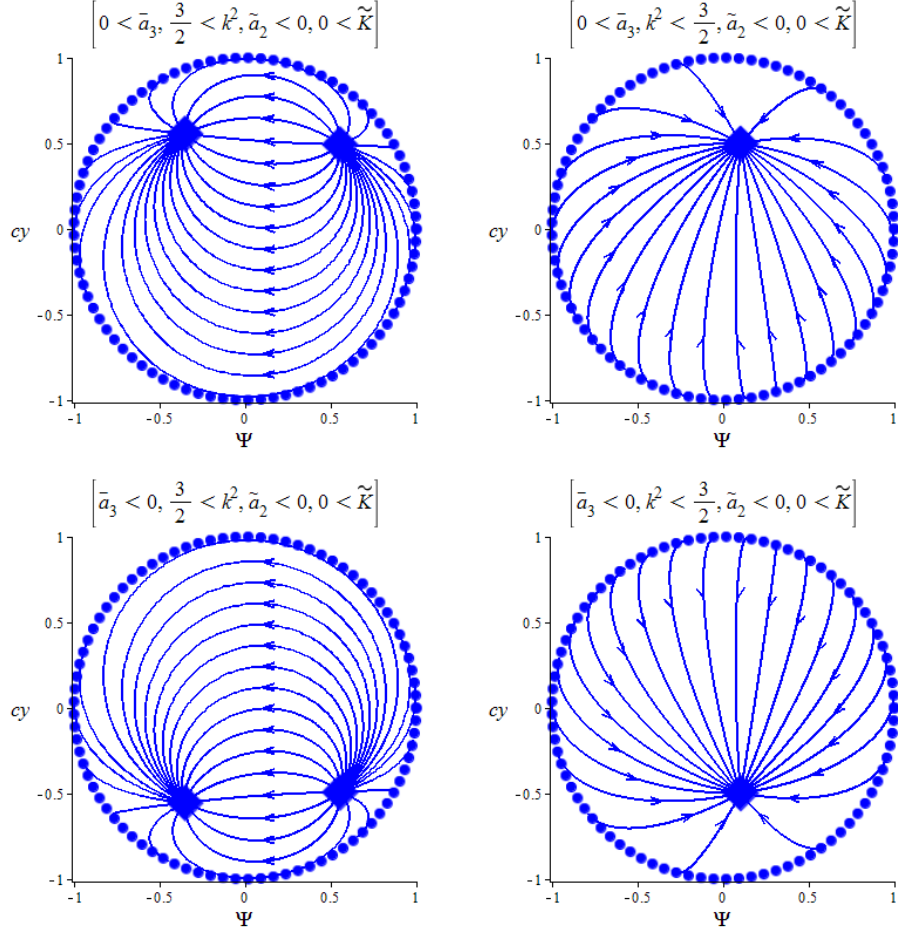 [0 < ā₃, 3/2 < k², ã₂ < 0, 0 < K̃]
1
0.5
cy 0
-0.5
-1
-1 -0.5 0 0.5 1
Ψ
[0 < ā₃, k² < 3/2, ã₂ < 0, 0 < K̃]
1
0.5
cy 0
-0.5
-1
-1 -0.5 0 0.5 1
Ψ
[ā₃ < 0, 3/2 < k², ã₂ < 0, 0 < K̃]
1
0.5
cy 0
-0.5
-1
-1 -0.5 0 0.5 1
Ψ
[ā₃ < 0, k² < 3/2, ã₂ < 0, 0 < K̃]
1
0.5
cy 0
-0.5
-1
-1 -0.5 0 0.5 1
Ψ